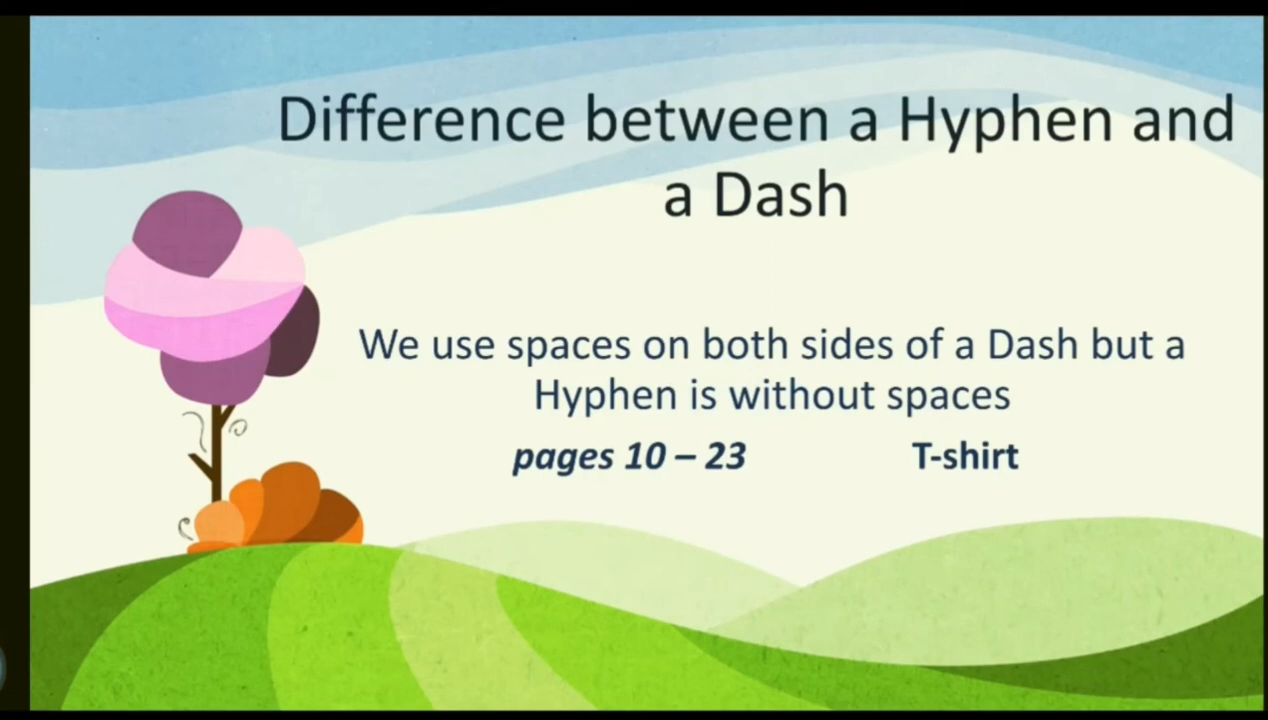 Difference between a Hyphen and
a Dash
We use spaces on both sides of a Dash but a
Hyphen is without spaces
pages 10 – 23 T-shirt